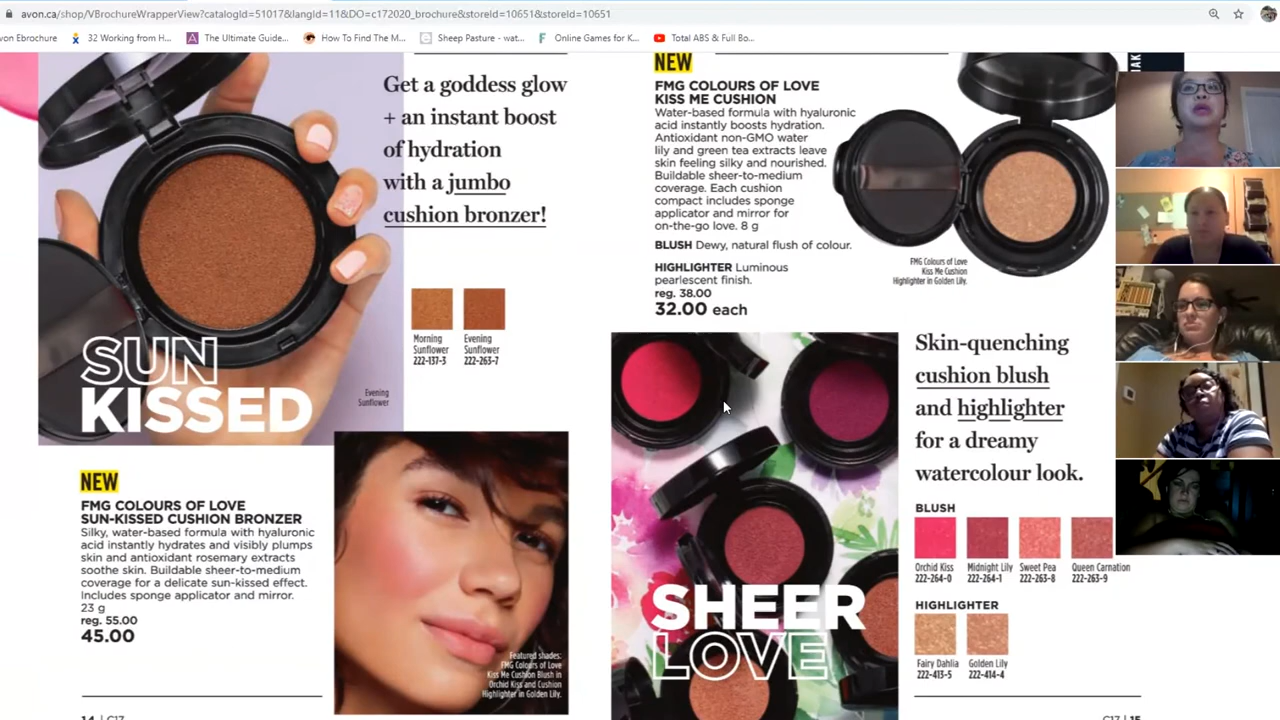 avon.ca/shop/VBrochureWrapperView?catalogId=51017&langId=11&DO=c172020_brochure&storeId=10651&storeId=10651
von Ebrochure
32 Working from H...
The Ultimate Guide...
How To Find The M...
Sheep Pasture - wat...
Online Games for K...
Total ABS & Full Bo...
Get a goddess glow
+ an instant boost
of hydration
with a jumbo
cushion bronzer!
Morning
Sunflower
222-137-3
Evening
Sunflower
222-263-7
SUN
KISSED
Evening
Sunflower
NEW
FMG COLOURS OF LOVE
SUN-KISSED CUSHION BRONZER
Silky, water-based formula with hyaluronic
acid instantly hydrates and visibly plumps
skin and antioxidant rosemary extracts
soothe skin. Buildable sheer-to-medium
coverage for a delicate sun-kissed effect.
Includes sponge applicator and mirror.
23 g
reg. 55.00
45.00
Featured shades:
FMG Colours of Love
Kiss Me Cushion Blush in
Orchid Kiss and Cushion
Highlighter in Golden Lily.
14 | C17
NEW
FMG COLOURS OF LOVE
KISS ME CUSHION
Water-based formula with hyaluronic
acid instantly boosts hydration.
Antioxidant non-GMO water
lily and green tea extracts leave
skin feeling silky and nourished.
Buildable sheer-to-medium
coverage. Each cushion
compact includes sponge
applicator and mirror for
on-the-go love. 8 g
BLUSH Dewy, natural flush of colour.
HIGHLIGHTER Luminous
pearlescent finish.
reg. 38.00
32.00 each
FMG Colours of Love
Kiss Me Cushion
Highlighter in Golden Lily.
MAK
SHEER
LOVE
Skin-quenching
cushion blush
and highlighter
for a dreamy
watercolour look.
BLUSH
Orchid Kiss
222-264-0
Midnight Lily
222-264-1
Sweet Pea
222-263-8
Queen Carnation
222-263-9
HIGHLIGHTER
Fairy Dahlia
222-413-5
Golden Lily
222-414-4
C17 | 15